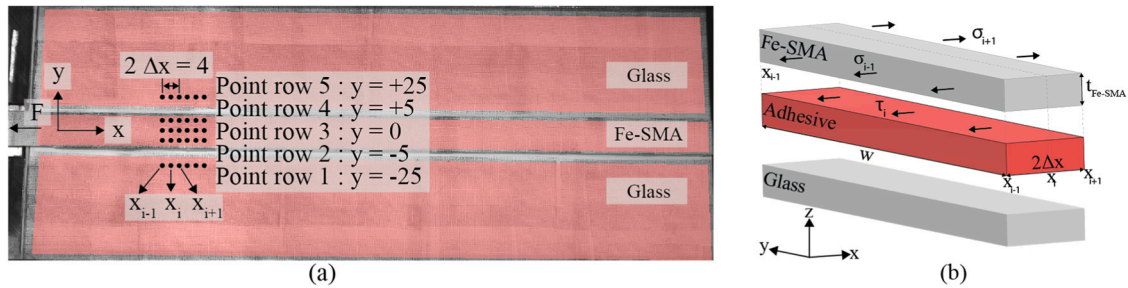 2 Δx = 4
y
F
x
Point row 5 : y = +25
Point row 4 : y = +5
Point row 3 : y = 0
Point row 2 : y = -5
Point row 1 : y = -25
Glass
Fe-SMA
Glass
xi-1 xi xi+1
(a)
Fe-SMA
σi+1
σi-1
xi-1
tFe-SMA
τi
Adhesive
w
2Δx
xi-1 xi xi+1
Glass
z
y x
(b)